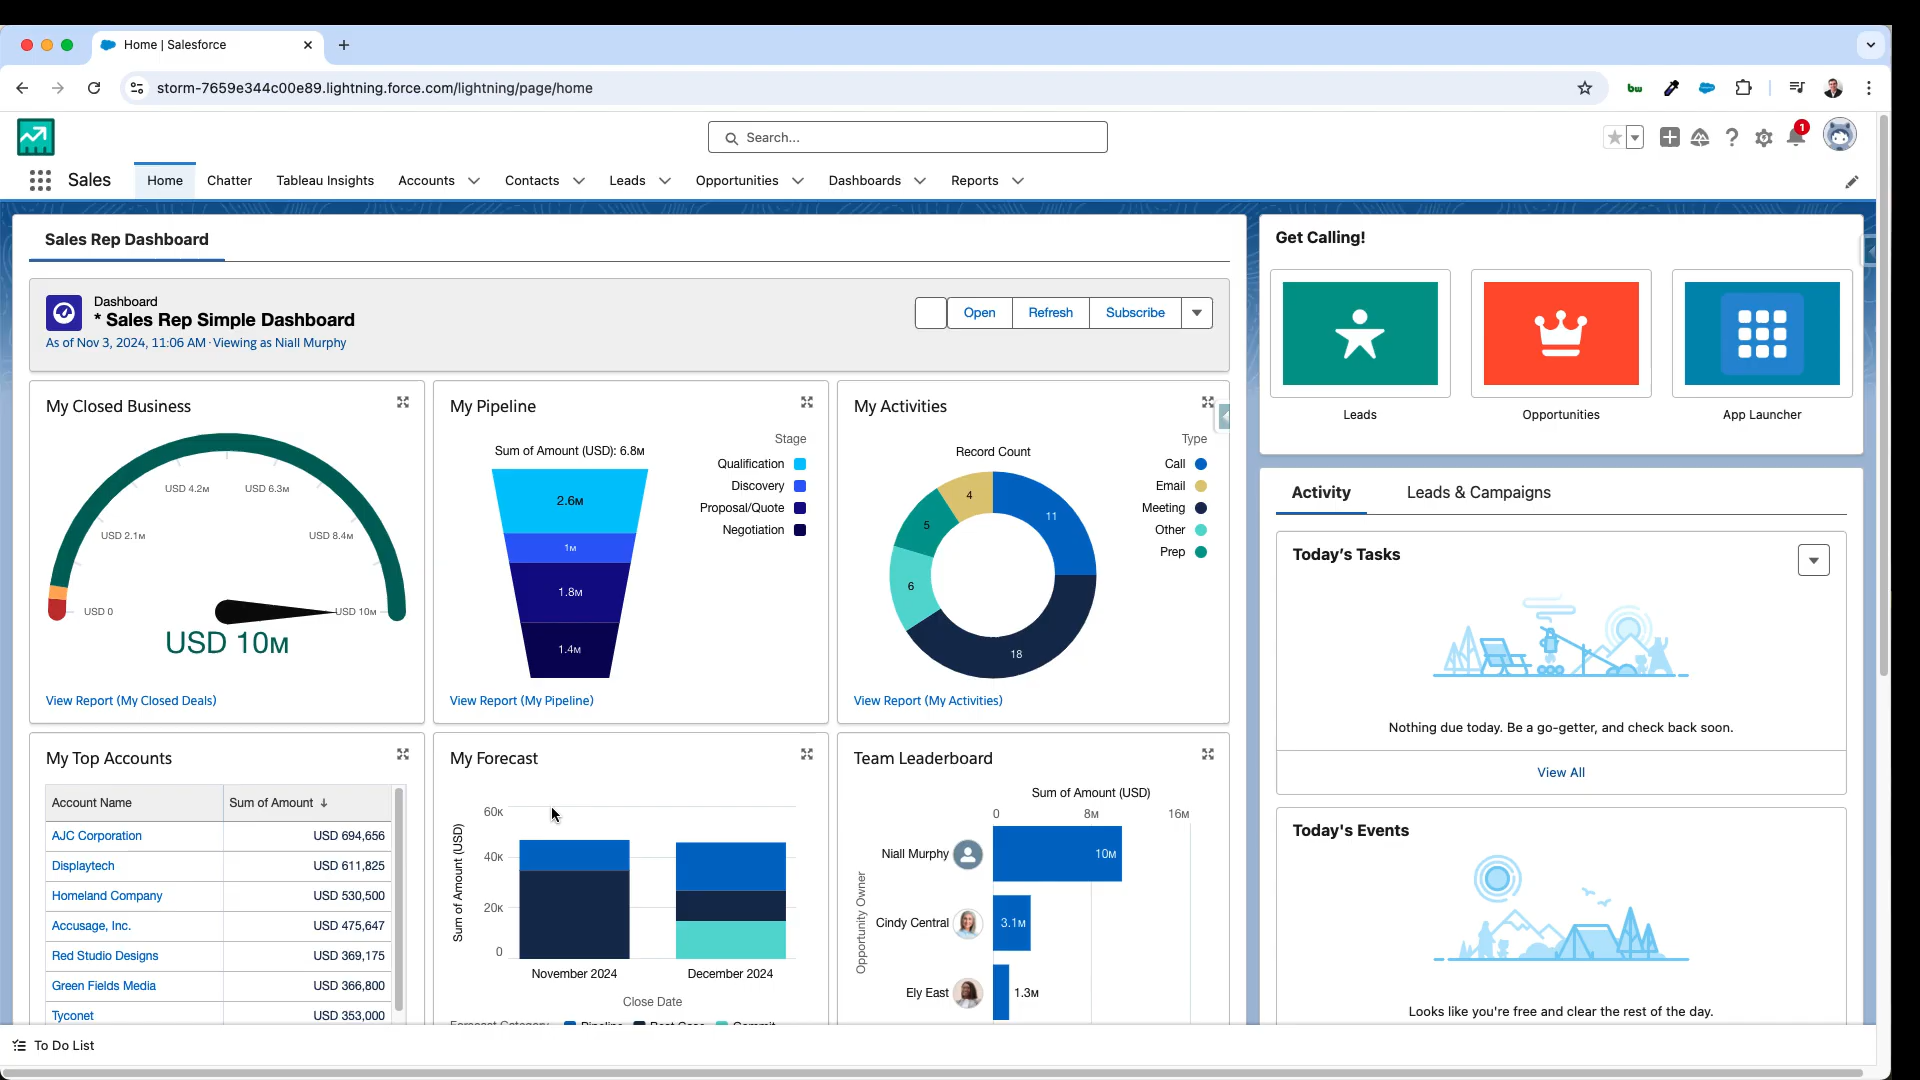 Home | Salesforce
storm-7659e344c00e89.lightning.force.com/lightning/page/home
bw
Search...
1
Sales
Home
Chatter
Tableau Insights
Accounts
Contacts
Leads
Opportunities
Dashboards
Reports
Sales Rep Dashboard
Dashboard
* Sales Rep Simple Dashboard
As of Nov 3, 2024, 11:06 AM·Viewing as Niall Murphy
Open
Refresh
Subscribe
My Closed Business
USD 4.2M
USD 6.3M
USD 2.1M
USD 8.4M
USD 0
USD 10M
USD 10M
View Report (My Closed Deals)
My Pipeline
Sum of Amount (USD): 6.8M
Stage
Qualification
Discovery
Proposal/Quote
Negotiation
2.6M
1M
1.8M
1.4M
View Report (My Pipeline)
My Activities
Record Count
Type
Call
Email
Meeting
Other
Prep
4
11
5
6
18
View Report (My Activities)
My Top Accounts
Account Name
Sum of Amount ↓
AJC Corporation
USD 694,656
Displaytech
USD 611,825
Homeland Company
USD 530,500
Accusage, Inc.
USD 475,647
Red Studio Designs
USD 369,175
Green Fields Media
USD 366,800
Tyconet
USD 353,000
My Forecast
Sum of Amount (USD)
60K
40K
20K
0
November 2024
December 2024
Close Date
Forecast Category
Pipeline
Best Case
Commit
Team Leaderboard
Sum of Amount (USD)
0
8M
16M
Opportunity Owner
Niall Murphy
10M
Cindy Central
3.1M
Ely East
1.3M
Get Calling!
Leads
Opportunities
App Launcher
Activity
Leads & Campaigns
Today's Tasks
Nothing due today. Be a go-getter, and check back soon.
View All
Today's Events
Looks like you're free and clear the rest of the day.
To Do List